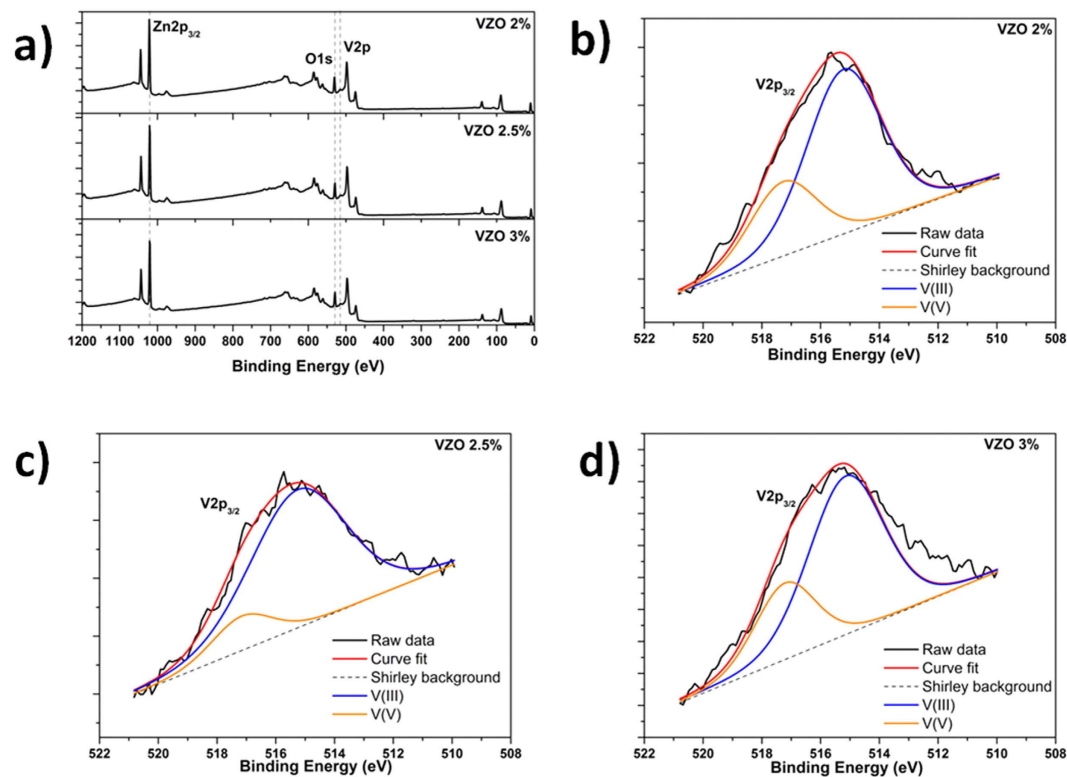 a)
VZO 2%
Zn2p3/2
O1s
V2p
VZO 2.5%
VZO 3%
1200 1100 1000 900 800 700 600 500 400 300 200 100 0
Binding Energy (eV)
b)
VZO 2%
V2p3/2
Raw data
Curve fit
Shirley background
V(III)
V(V)
522 520 518 516 514 512 510 508
Binding Energy (eV)
c)
VZO 2.5%
V2p3/2
Raw data
Curve fit
Shirley background
V(III)
V(V)
522 520 518 516 514 512 510 508
Binding Energy (eV)
d)
VZO 3%
V2p3/2
Raw data
Curve fit
Shirley background
V(III)
V(V)
522 520 518 516 514 512 510 508
Binding Energy (eV)